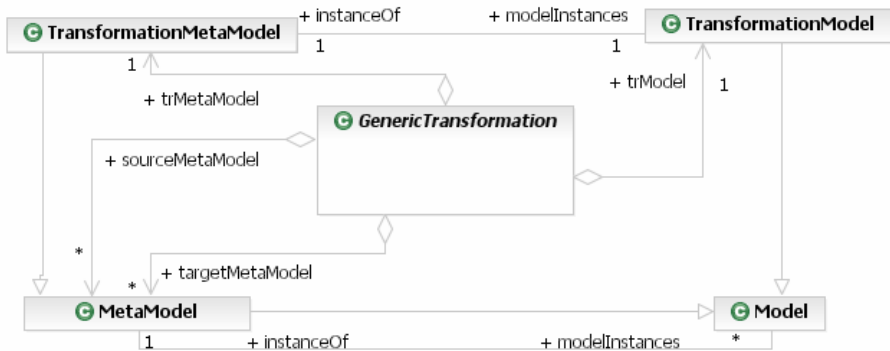 + instanceOf + modelInstances
C TransformationMetaModel C TransformationModel
1 1
1 + trModel 1
+ trMetaModel
C GenericTransformation
+ sourceMetaModel
*
+ targetMetaModel
*
C MetaModel C Model
1 + instanceOf + modelInstances *